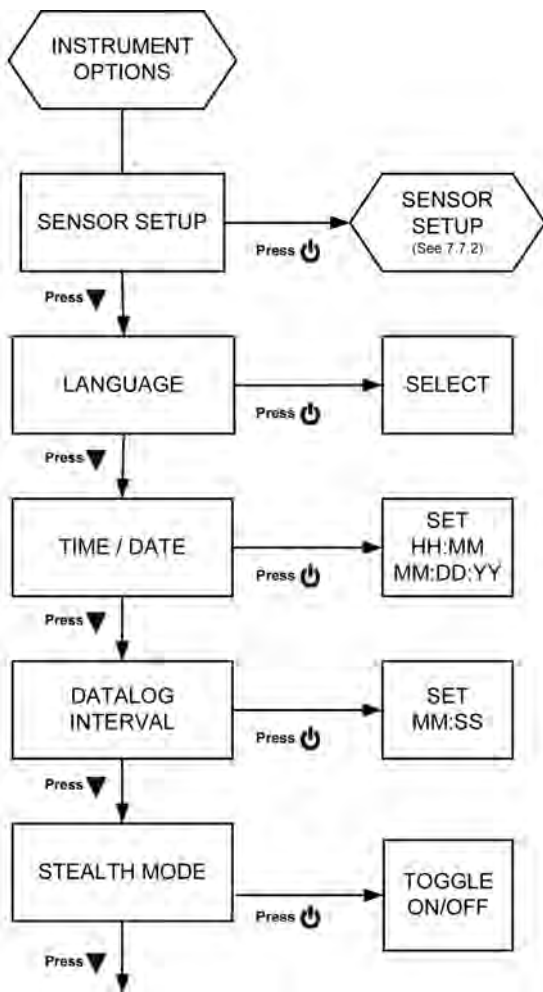 INSTRUMENT
OPTIONS
SENSOR SETUP
Press
SENSOR
SETUP
(See 7.7.2)
Press
LANGUAGE
Press
SELECT
Press
TIME / DATE
Press
SET
HH:MM
MM:DD:YY
Press
DATALOG
INTERVAL
Press
SET
MM:SS
Press
STEALTH MODE
Press
TOGGLE
ON/OFF
Press